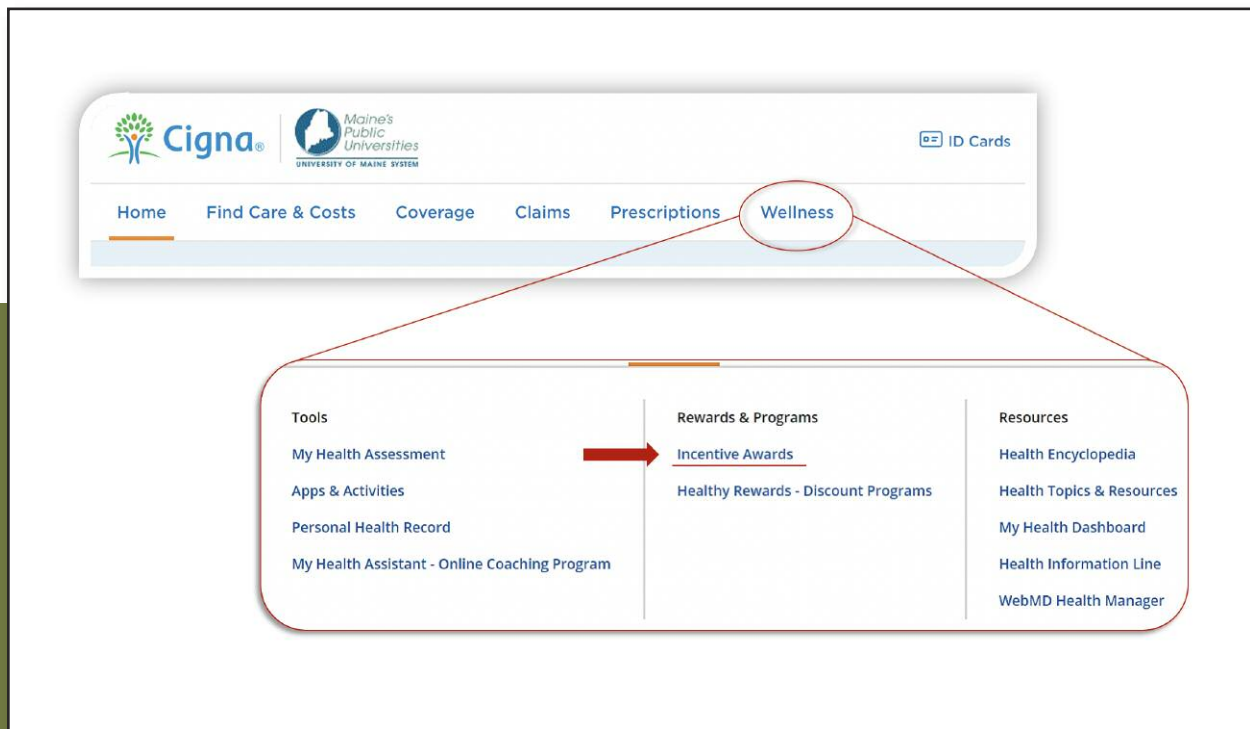 Cigna®
Maine's
Public
Universities
UNIVERSITY OF MAINE SYSTEM
ID Cards
Home Find Care & Costs Coverage Claims Prescriptions Wellness
Tools
My Health Assessment
Apps & Activities
Personal Health Record
My Health Assistant - Online Coaching Program
Rewards & Programs
Incentive Awards
Healthy Rewards - Discount Programs
Resources
Health Encyclopedia
Health Topics & Resources
My Health Dashboard
Health Information Line
WebMD Health Manager